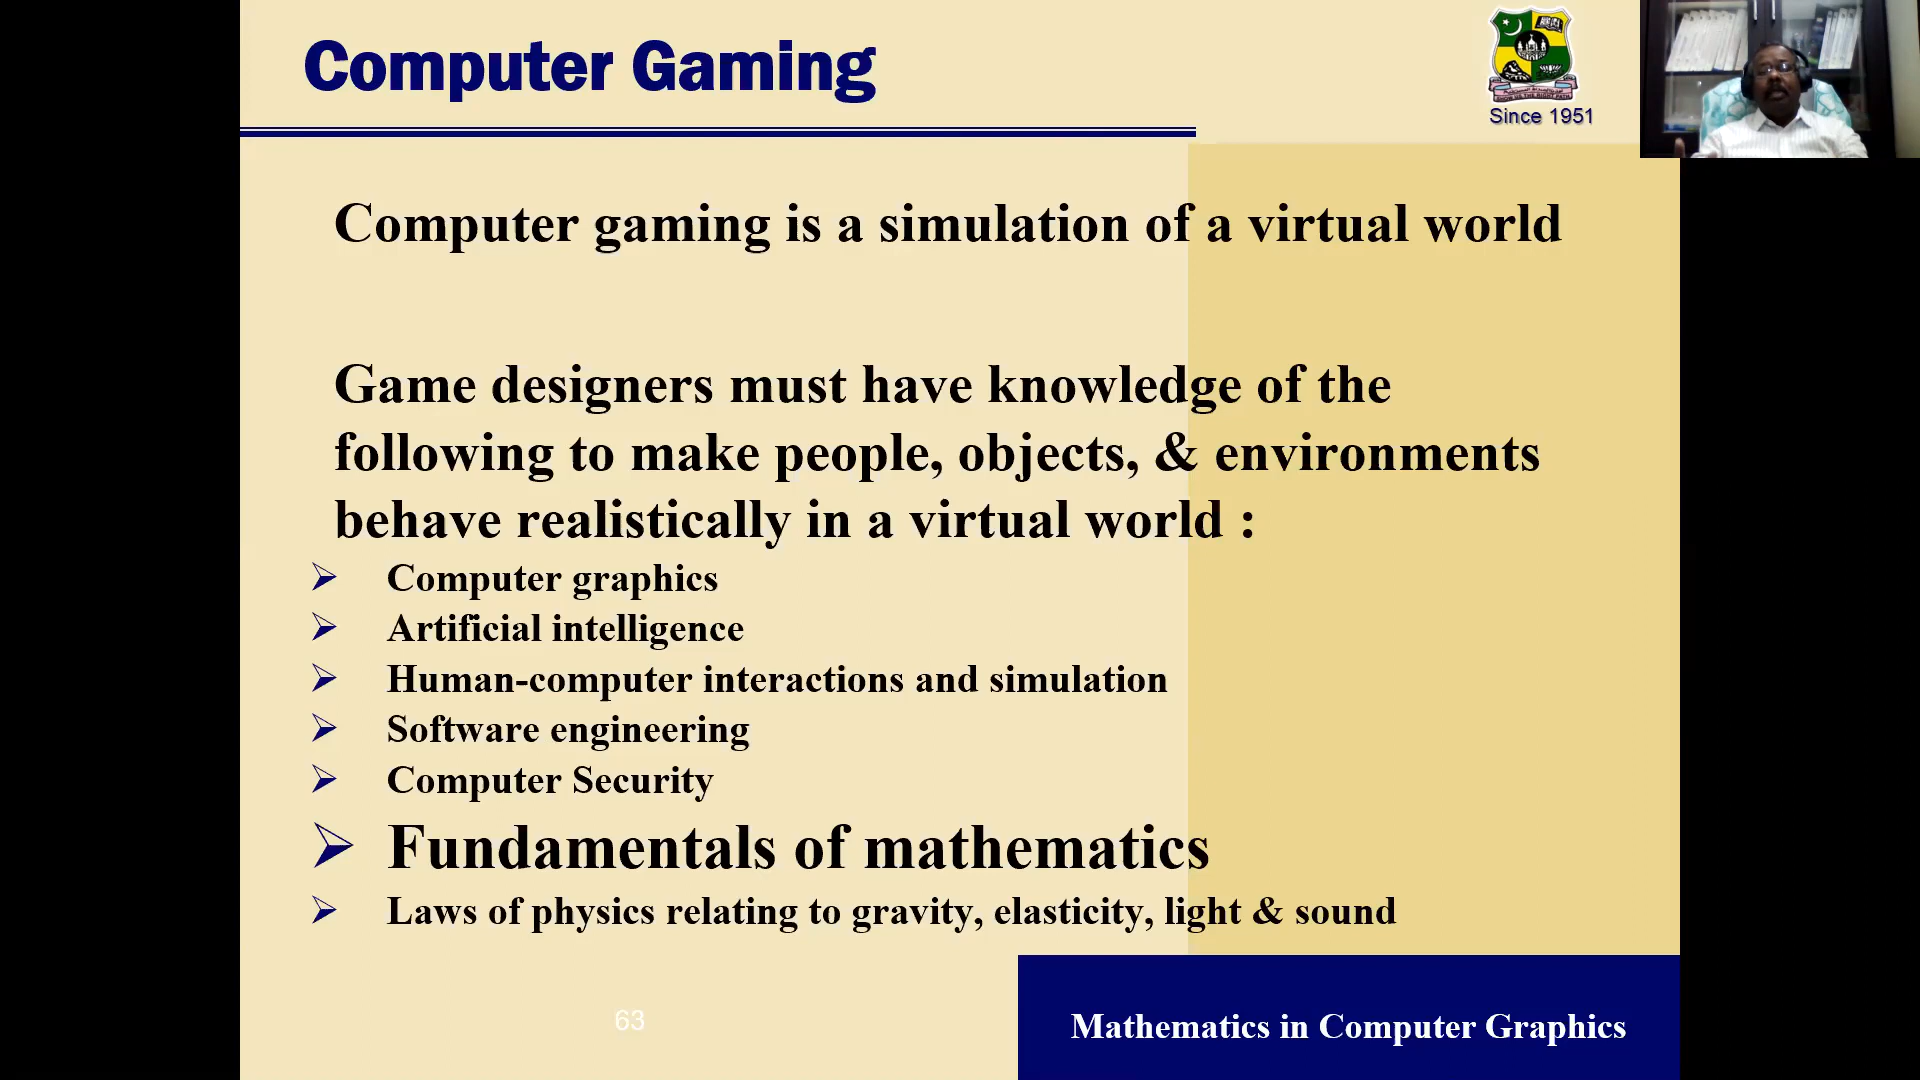 Computer Gaming
Since 1951
Computer gaming is a simulation of a virtual world
Game designers must have knowledge of the
following to make people, objects, & environments
behave realistically in a virtual world :
➢ Computer graphics
➢ Artificial intelligence
➢ Human-computer interactions and simulation
➢ Software engineering
➢ Computer Security
➢ Fundamentals of mathematics
➢ Laws of physics relating to gravity, elasticity, light & sound
63
Mathematics in Computer Graphics